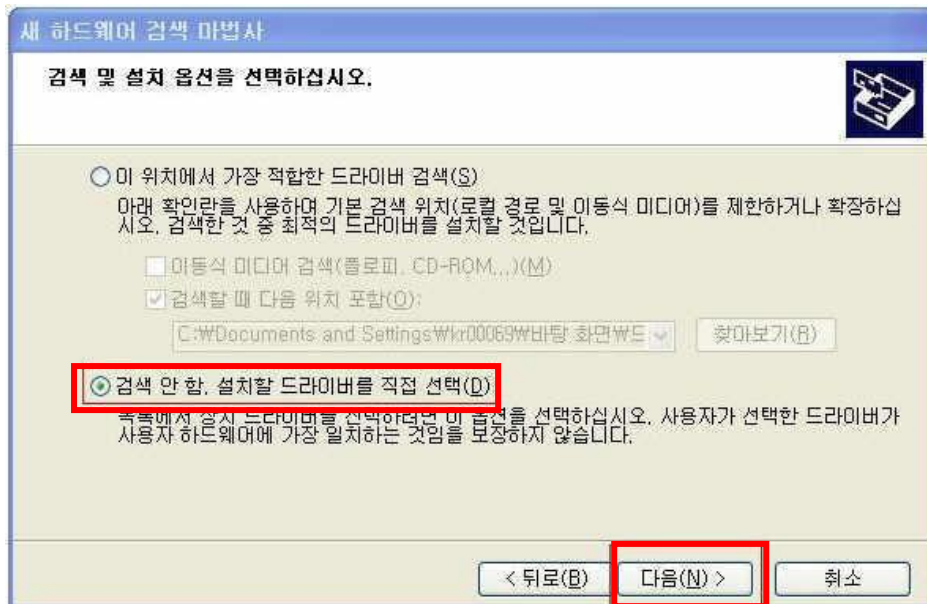 새 하드웨어 검색 마법사
검색 및 설치 옵션을 선택하십시오.
이 위치에서 가장 적합한 드라이버 검색(S)
아래 확인란을 사용하여 기본 검색 위치(로컬 경로 및 이동식 미디어)를 제한하거나 확장하십
시오. 검색한 것 중 최적의 드라이버를 설치할 것입니다.
이동식 미디어 검색(플로피, CD-ROM...)(M)
검색할 때 다음 위치 포함(O):
C:₩Documents and Settings₩kr00069₩바탕 화면₩드
찾아보기(R)
검색 안 함. 설치할 드라이버를 직접 선택(D)
목록에서 장치 드라이버를 선택하려면 이 옵션을 선택하십시오. 사용자가 선택한 드라이버가
사용자 하드웨어에 가장 일치하는 것임을 보장하지 않습니다.
< 뒤로(B)
다음(N) >
취소